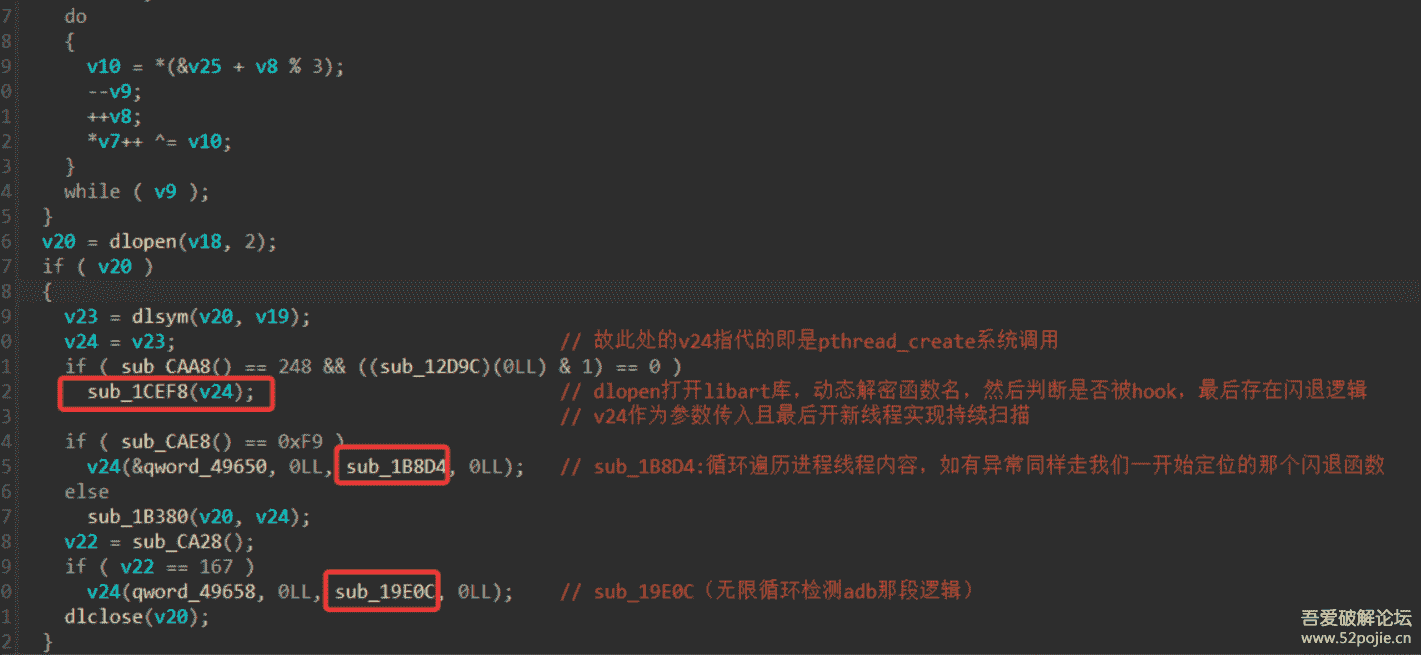 7 do
8 {
9 v10 = *(&v25 + v8 % 3);
0 --v9;
1 ++v8;
2 *v7++ ^= v10;
3 }
4 while ( v9 );
5 }
6 v20 = dlopen(v18, 2);
7 if ( v20 )
8 {
9 v23 = dlsym(v20, v19);
0 v24 = v23; // 故此处的v24指代的即是pthread_create系统调用
1 if ( sub_CAA8() == 248 && ((sub_12D9C)(0LL) & 1) == 0 )
2 sub_1CEF8(v24); // dlopen打开libart库，动态解密函数名，然后判断是否被hook，最后存在闪退逻辑
3 // v24作为参数传入且最后开新线程实现持续扫描
4 if ( sub_CAE8() == 0xF9 )
5 v24(&qword_49650, 0LL, sub_1B8D4, 0LL); // sub_1B8D4:循环遍历进程线程内容，如有异常同样走我们一开始定位的那个闪退函数
6 else
7 sub_1B380(v20, v24);
8 v22 = sub_CA28();
9 if ( v22 == 167 )
0 v24(qword_49658, 0LL, sub_19E0C, 0LL); // sub_19E0C（无限循环检测adb那段逻辑）
1 dlclose(v20);
2 }
吾爱破解论坛
www.52pojie.cn